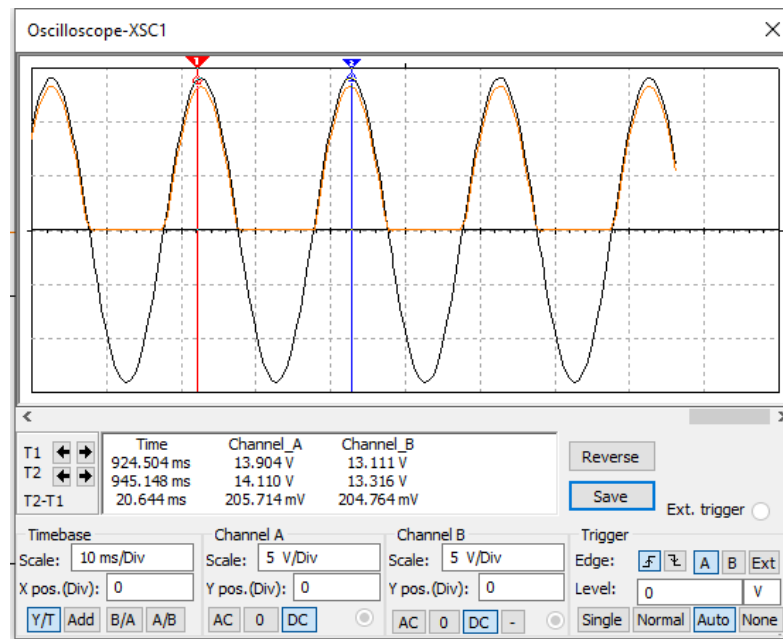 Oscilloscope-XSC1
1
2
T1
T2
T2-T1
Time Channel_A Channel_B
924.504 ms 13.904 V 13.111 V
945.148 ms 14.110 V 13.316 V
20.644 ms 205.714 mV 204.764 mV
Reverse
Save
Ext. trigger
Timebase
Scale: 10 ms/Div
X pos.(Div): 0
Y/T Add B/A A/B
Channel A
Scale: 5 V/Div
Y pos.(Div): 0
AC 0 DC
Channel B
Scale: 5 V/Div
Y pos.(Div): 0
AC 0 DC -
Trigger
Edge: A B Ext
Level: 0 V
Single Normal Auto None